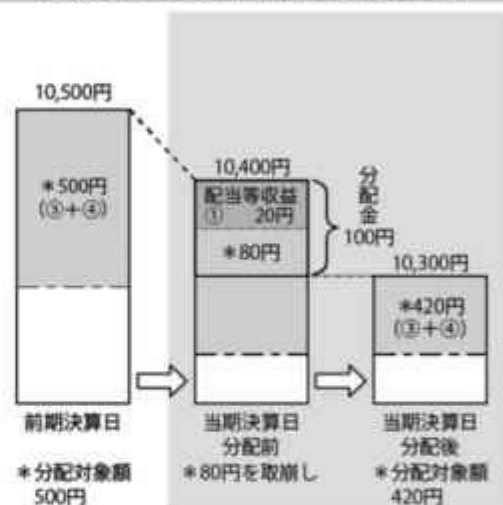 10,500円
*500円
(③+④)
前期決算日
*分配対象額
500円
10,400円
配当等収益
① 20円
*80円
分配金
100円
当期決算日
分配前
*80円を取崩し
10,300円
*420円
(③+④)
当期決算日
分配後
*分配対象額
420円